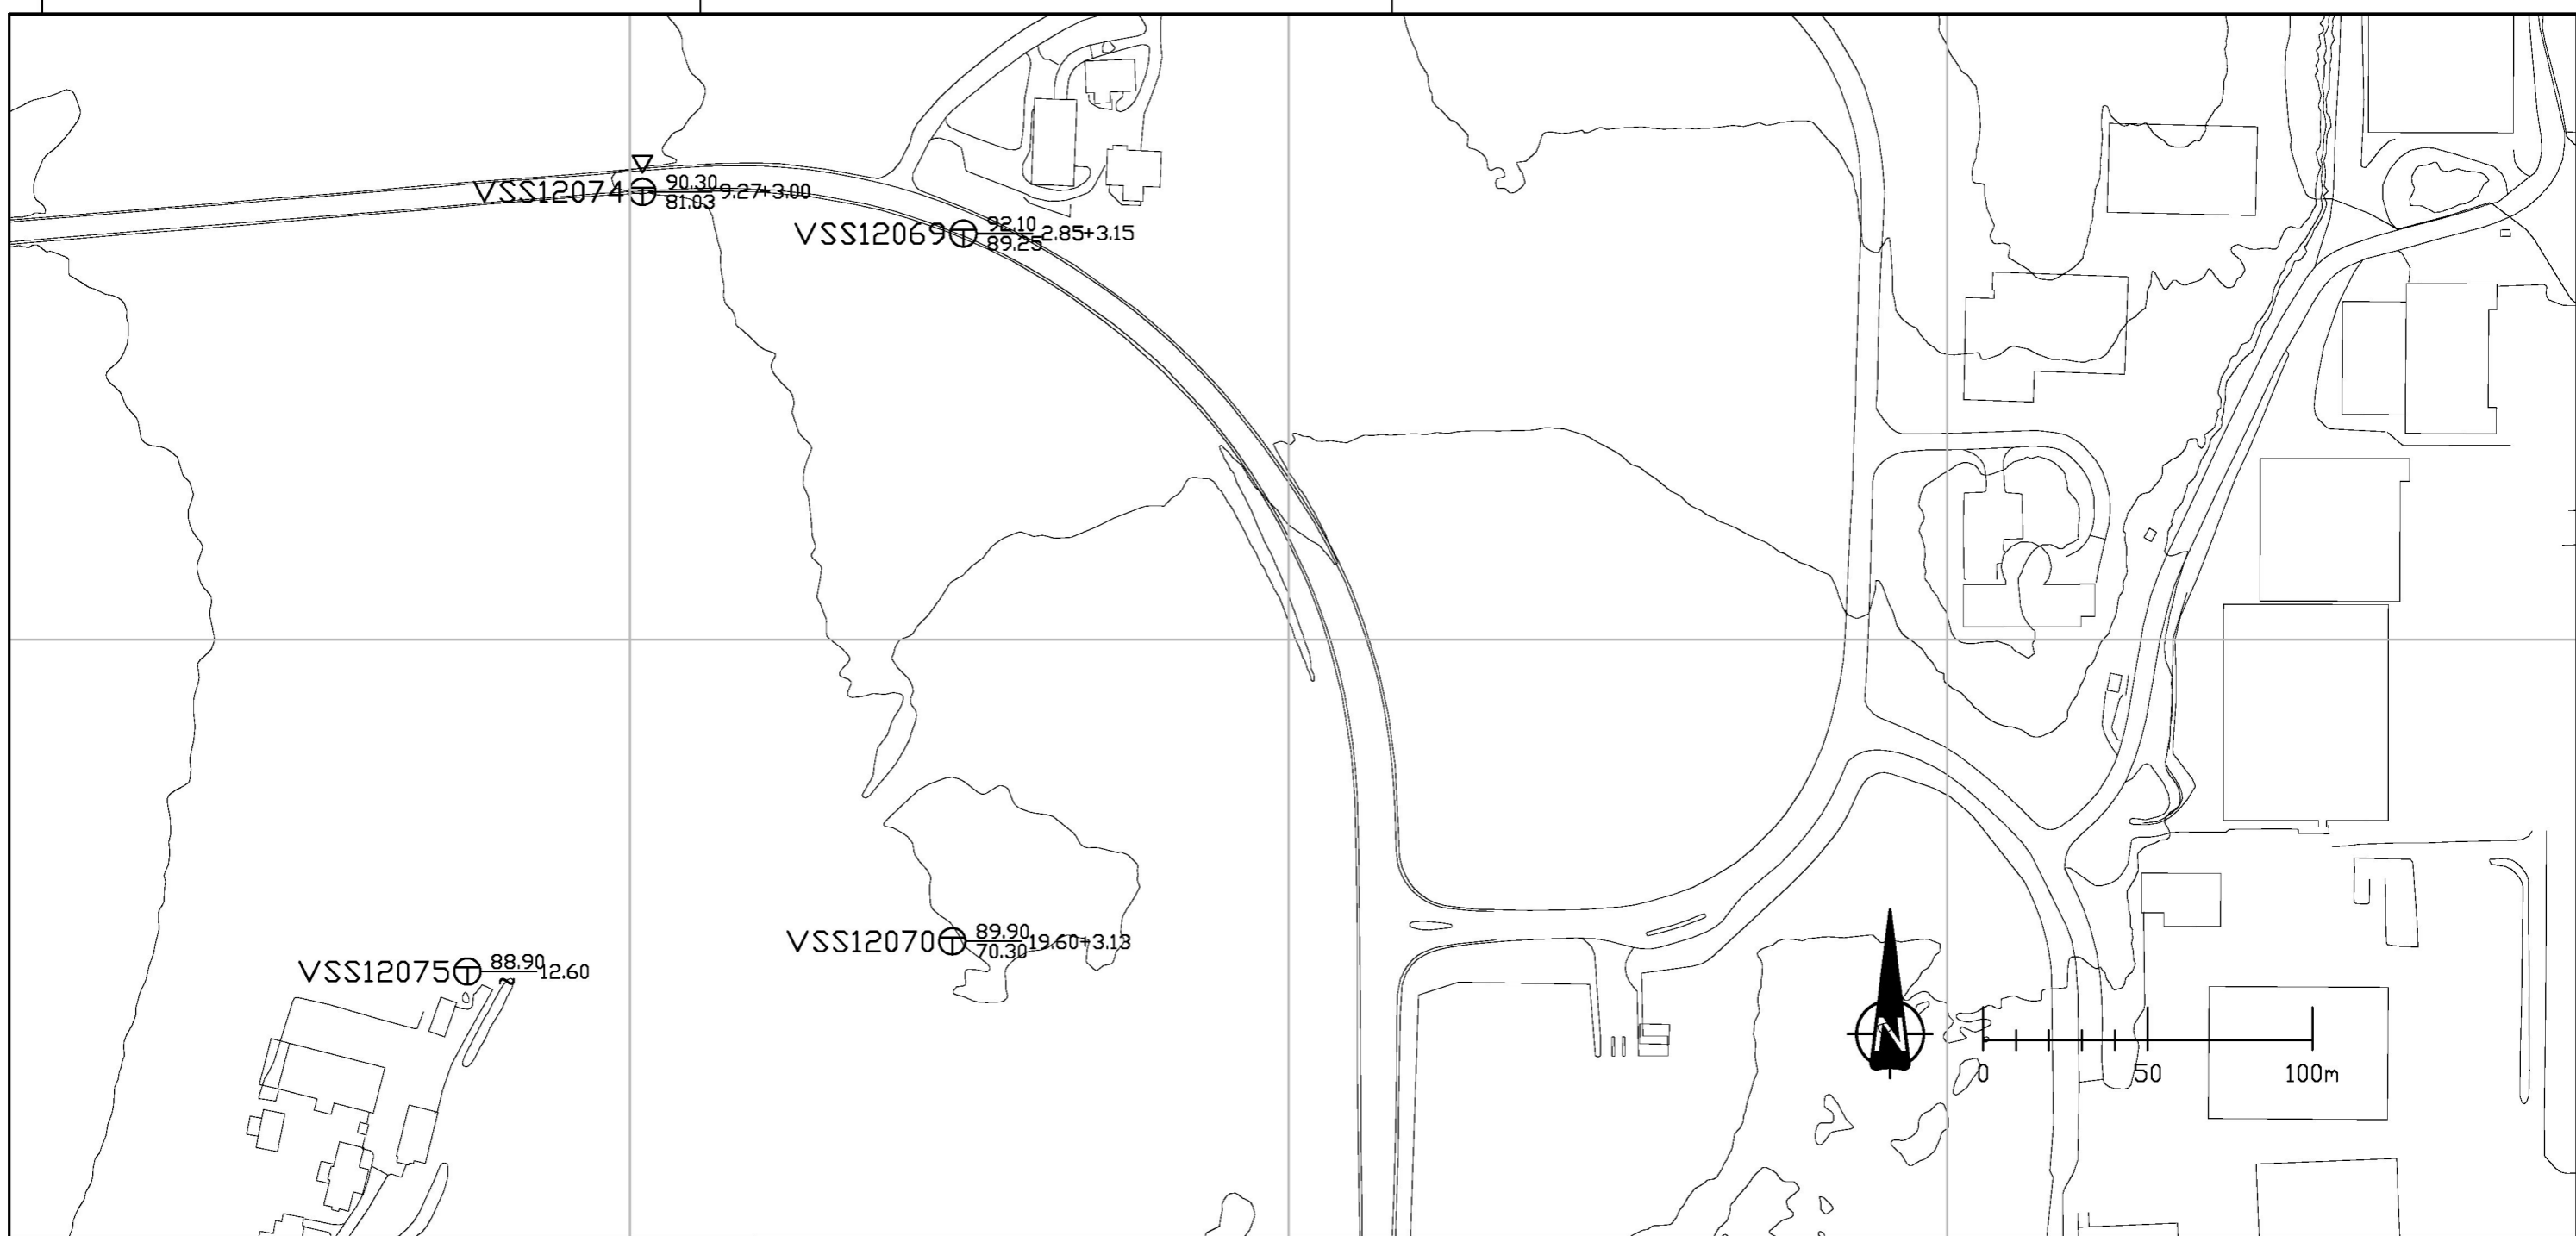 VSS12074 90.30 9.27+3.00
81.03
VSS12069 92.10 2.85+3.15
89.25
VSS12070 89.90 19.60+3.13
70.30
VSS12075 88.90 12.60
N
0 50 100m